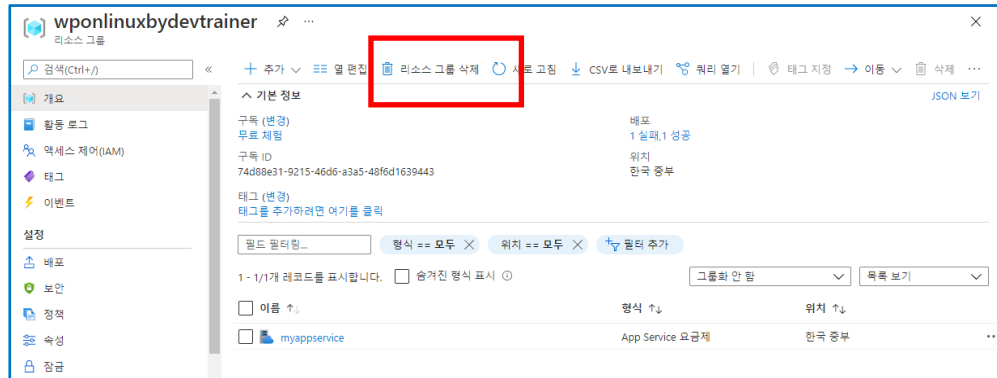 wponlinuxbydevtrainer
리소스 그룹
검색(Ctrl+/)
추가 열 편집 리소스 그룹 삭제 새로 고침 CSV로 내보내기 쿼리 열기 태그 지정 이동 삭제 ...
개요
활동 로그
액세스 제어(IAM)
태그
이벤트
설정
배포
보안
정책
속성
잠금
기본 정보
JSON 보기
구독 (변경)
무료 체험
구독 ID
74d88e31-9215-46d6-a3a5-48f6d1639443
태그 (변경)
태그를 추가하려면 여기를 클릭
배포
1 실패,1 성공
위치
한국 중부
필드 필터링... 형식 == 모두 위치 == 모두 필터 추가
1 - 1/1개 레코드를 표시합니다. 숨겨진 형식 표시 그룹화 안 함 목록 보기
이름 형식 위치
myappservice App Service 요금제 한국 중부